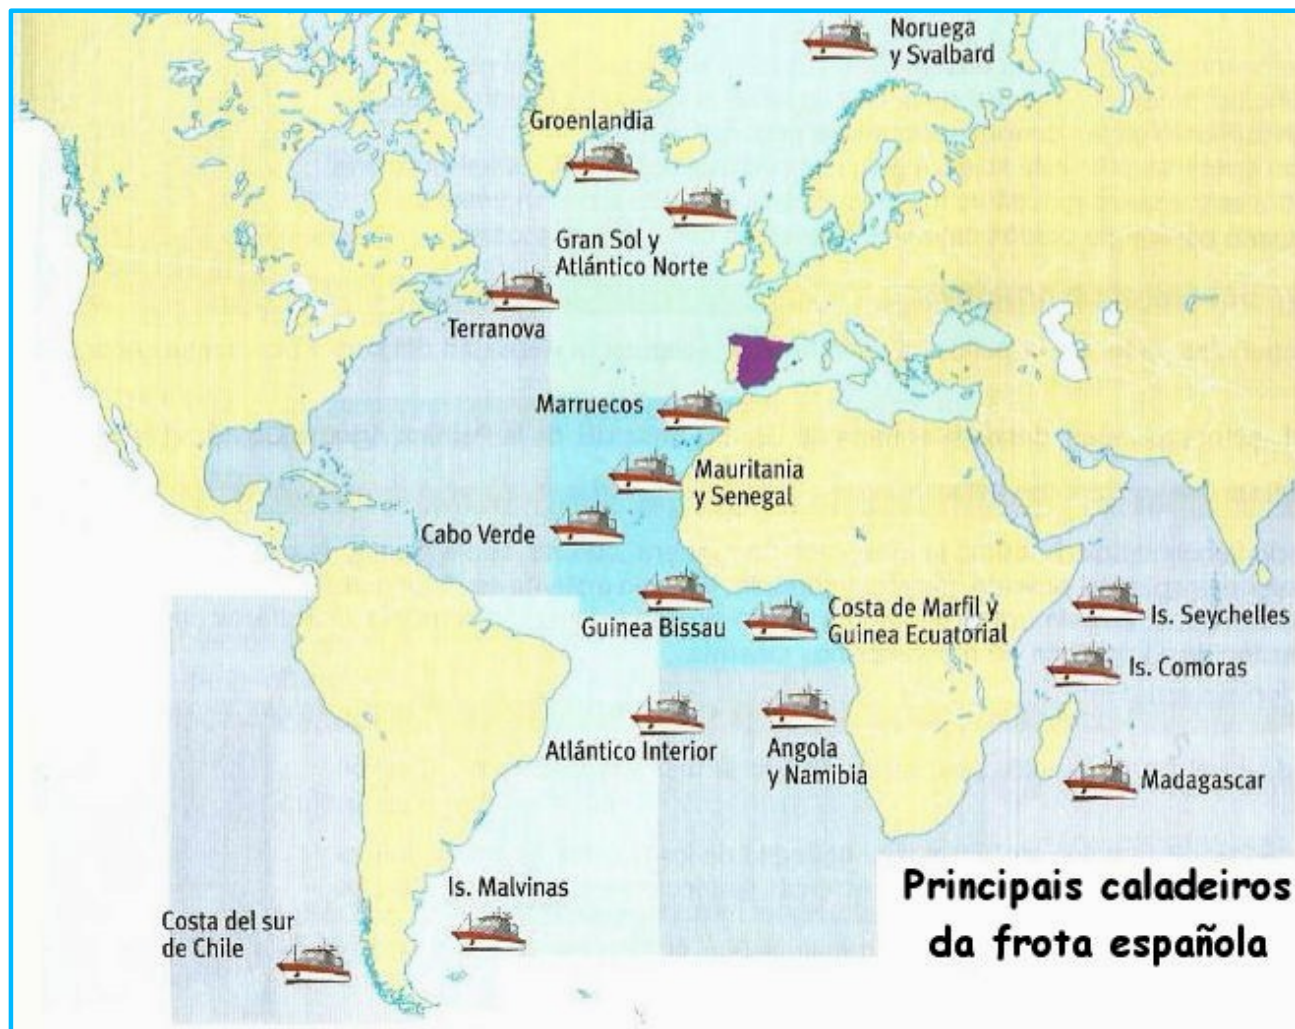 Noruega
y Svalbard
Groenlandia
Gran Sol y
Atlántico Norte
Terranova
Marruecos
Mauritania
y Senegal
Cabo Verde
Guinea Bissau
Costa de Marfil y
Guinea Ecuatorial
Is. Seychelles
Is. Comoras
Atlántico Interior
Angola
y Namibia
Madagascar
Is. Malvinas
Costa del sur
de Chile
Principais caladeiros
da frota española